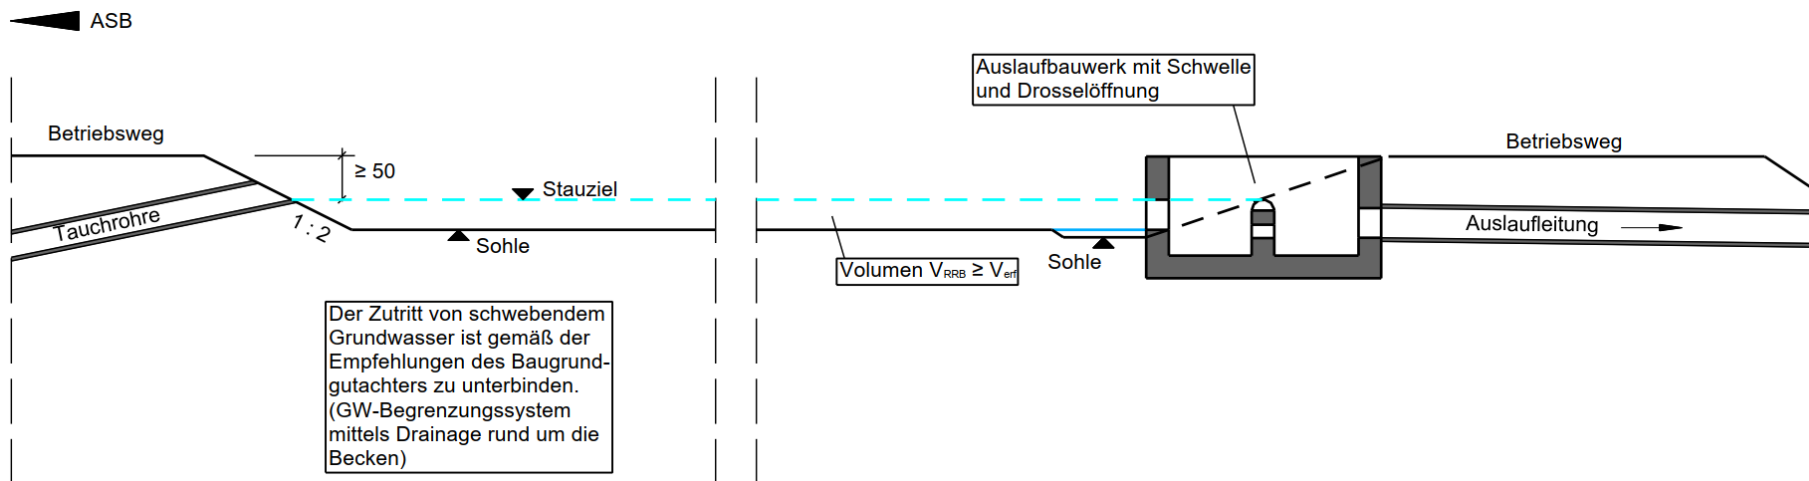 ASB
Auslaufbauwerk mit Schwelle
und Drosselöffnung
Betriebsweg
Betriebsweg
≥ 50
Stauziel
Tauchrohre
1 : 2
Sohle
Auslaufleitung
Sohle
Volumen VRRB ≥ Verf
Der Zutritt von schwebendem
Grundwasser ist gemäß der
Empfehlungen des Baugrund-
gutachters zu unterbinden.
(GW-Begrenzungssystem
mittels Drainage rund um die
Becken)